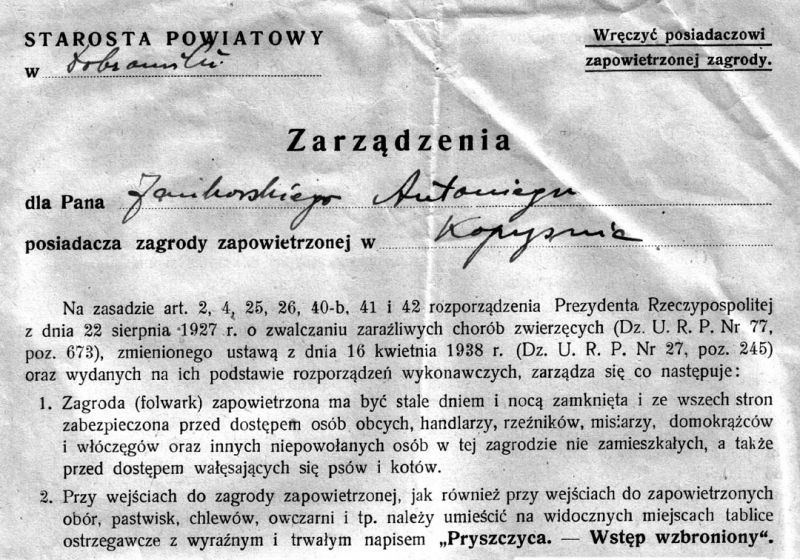 STAROSTA POWIATOWY
Wręczyć posiadaczowi
w Dobromilu
zapowietrzonej zagrody.
Zarządzenia
dla Pana Janikowskiego Antoniego
posiadacza zagrody zapowietrzonej w Kopyśnie
Na zasadzie art. 2, 4, 25, 26, 40-b, 41 i 42 rozporządzenia Prezydenta Rzeczypospolitej
z dnia 22 sierpnia 1927 r. o zwalczaniu zaraźliwych chorób zwierzęcych (Dz. U. R. P. Nr 77,
poz. 673), zmienionego ustawą z dnia 16 kwietnia 1938 r. (Dz. U. R. P. Nr 27, poz. 245)
oraz wydanych na ich podstawie rozporządzeń wykonawczych, zarządza się co następuje:
1. Zagroda (folwark) zapowietrzona ma być stale dniem i nocą zamknięta i ze wszech stron
zabezpieczona przed dostępem osób obcych, handlarzy, rzeźników, misiarzy, domokrążców
i włóczęgów oraz innych niepowołanych osób w tej zagrodzie nie zamieszkałych, a także
przed dostępem wałęsających się psów i kotów.
2. Przy wejściach do zagrody zapowietrzonej, jak również przy wejściach do zapowietrzonych
obór, pastwisk, chlewów, owczarni i tp. należy umieścić na widocznych miejscach tablice
ostrzegawcze z wyraźnym i trwałym napisem „Pryszczyca. — Wstęp wzbroniony“.